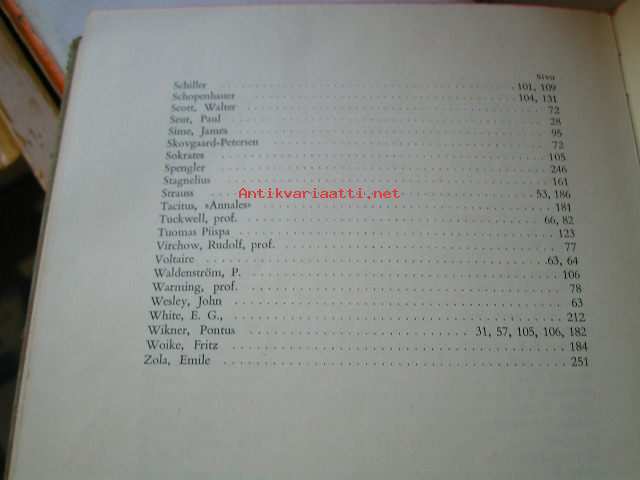 Sivu
Schiller 101, 109
Schopenhauer 104, 131
Scott, Walter 72
Seut, Paul 28
Sime, James 95
Skovgaard-Petersen 72
Sokrates 105
Spengler 246
Stagnelius 161
Strauss 53, 186
Antikvariaatti.net
Tacitus, »Annales» 181
Tuckwell, prof. 66, 82
Tuomas Piispa 123
Virchow, Rudolf, prof. 77
Voltaire 63, 64
Waldenström, P. 106
Warming, prof. 78
Wesley, John 63
White, E. G., 212
Wikner, Pontus 31, 57, 105, 106, 182
Woike, Fritz 184
Zola, Emile 251